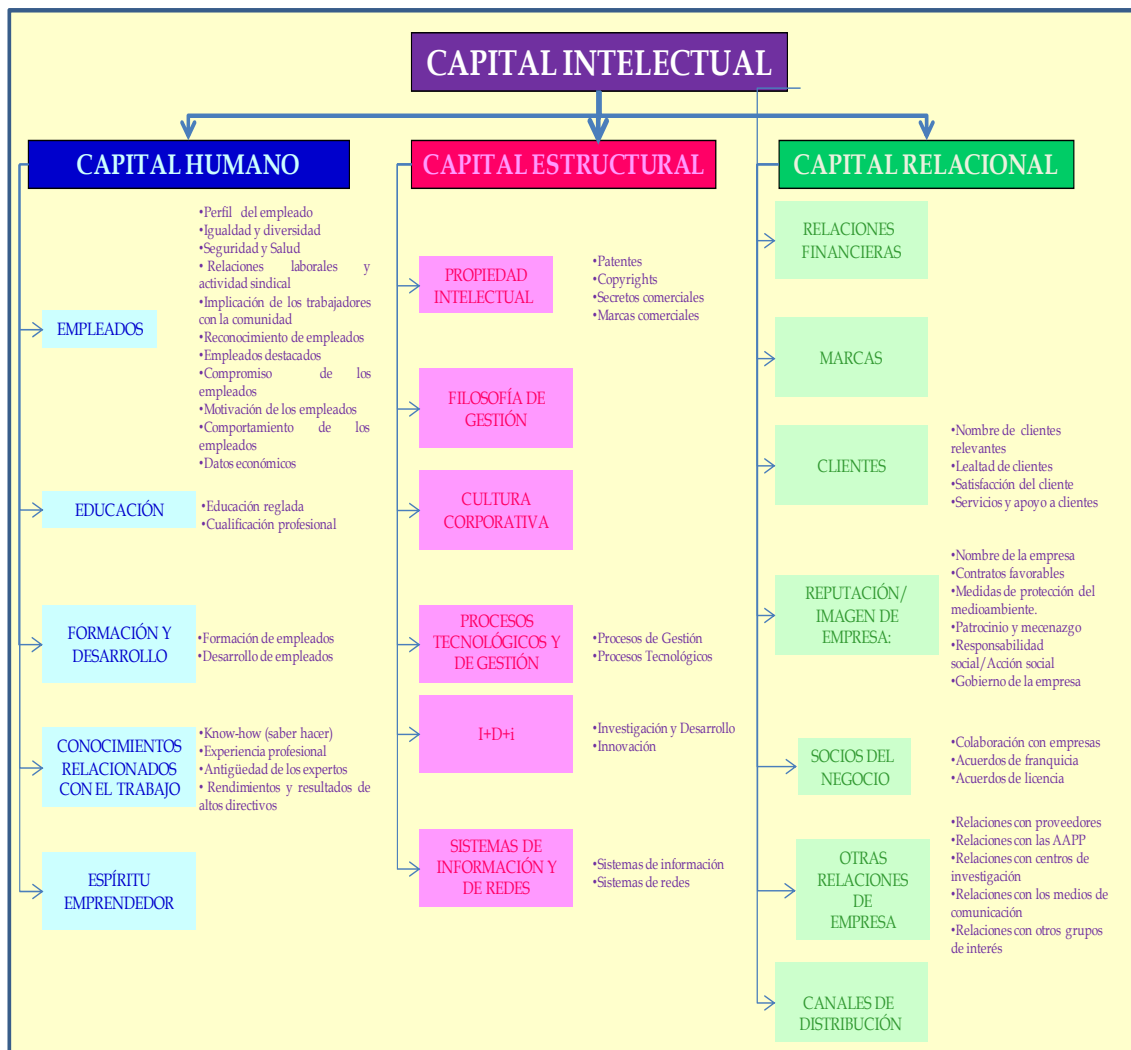 CAPITAL INTELECTUAL
CAPITAL HUMANO
•Perfil del empleado
•Igualdad y diversidad
•Seguridad y Salud
• Relaciones laborales y
actividad sindical
•Implicación de los trabajadores
con la comunidad
•Reconocimiento de empleados
•Empleados destacados
•Compromiso de los
empleados
•Motivación de los empleados
•Comportamiento de los
empleados
•Datos económicos
EMPLEADOS
EDUCACIÓN
•Educación reglada
•Cualificación profesional
FORMACIÓN Y
DESARROLLO
•Formación de empleados
•Desarrollo de empleados
CONOCIMIENTOS
RELACIONADOS
CON EL TRABAJO
•Know-how (saber hacer)
•Experiencia profesional
•Antigüedad de los expertos
• Rendimientos y resultados de
altos directivos
ESPÍRITU
EMPRENDEDOR
CAPITAL ESTRUCTURAL
PROPIEDAD
INTELECTUAL
•Patentes
•Copyrights
•Secretos comerciales
•Marcas comerciales
FILOSOFÍA DE
GESTIÓN
CULTURA
CORPORATIVA
PROCESOS
TECNOLÓGICOS Y
DE GESTIÓN
•Procesos de Gestión
•Procesos Tecnológicos
I+D+i
•Investigación y Desarrollo
•Innovación
SISTEMAS DE
INFORMACIÓN Y
DE REDES
•Sistemas de información
•Sistemas de redes
CAPITAL RELACIONAL
RELACIONES
FINANCIERAS
MARCAS
CLIENTES
•Nombre de clientes
relevantes
•Lealtad de clientes
•Satisfacción del cliente
•Servicios y apoyo a clientes
REPUTACIÓN/
IMAGEN DE
EMPRESA:
•Nombre de la empresa
•Contratos favorables
•Medidas de protección del
medioambiente.
•Patrocinio y mecenazgo
•Responsabilidad
social/Acción social
•Gobierno de la empresa
SOCIOS DEL
NEGOCIO
•Colaboración con empresas
•Acuerdos de franquicia
•Acuerdos de licencia
OTRAS
RELACIONES
DE
EMPRESA
•Relaciones con proveedores
•Relaciones con las AAPP
•Relaciones con centros de
investigación
•Relaciones con los medios de
comunicación
•Relaciones con otros grupos
de interés
CANALES DE
DISTRIBUCIÓN